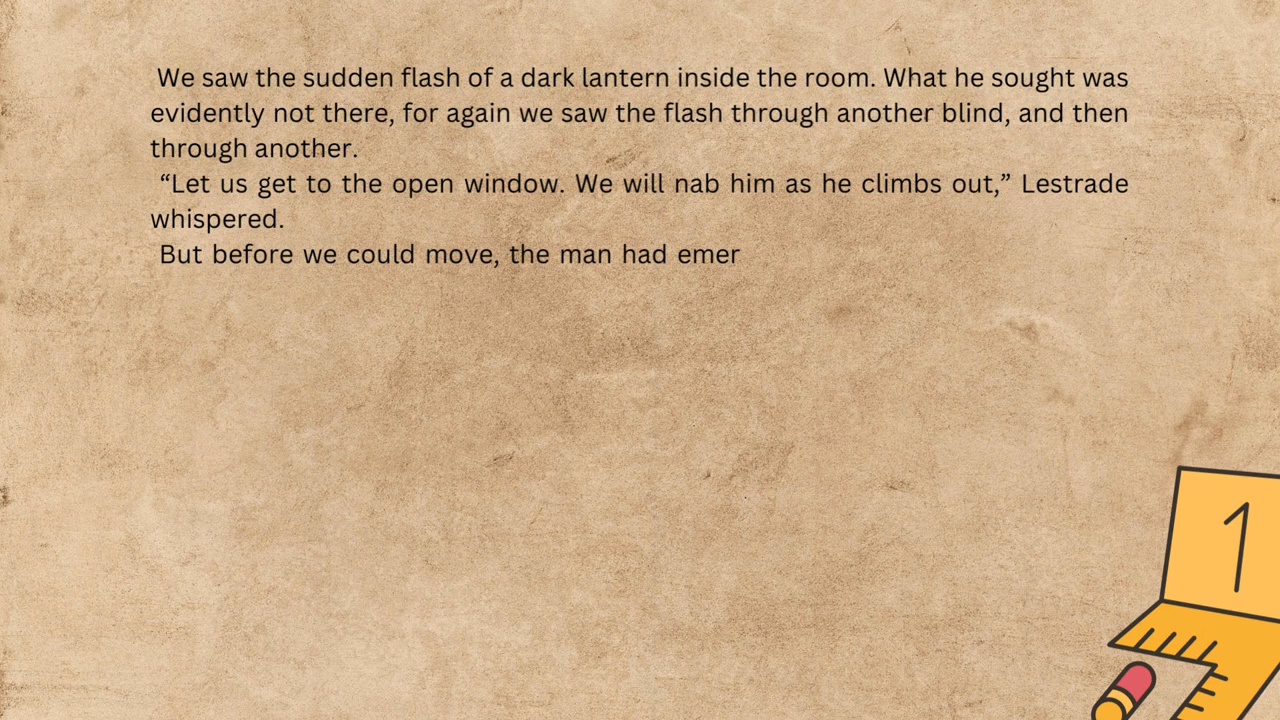 We saw the sudden flash of a dark lantern inside the room. What he sought was
evidently not there, for again we saw the flash through another blind, and then
through another.
“Let us get to the open window. We will nab him as he climbs out,” Lestrade
whispered.
But before we could move, the man had emer
1